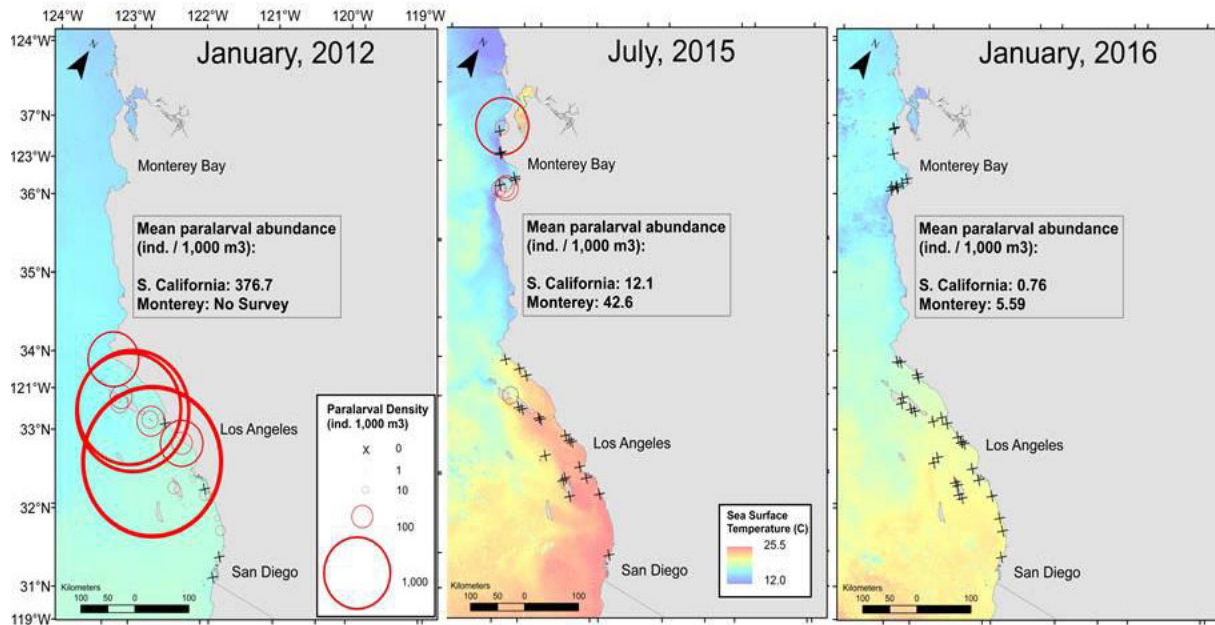 123°W 122°W 121°W 120°W 119°W
124°W
37°N
123°W
36°N
35°N
34°N
121°W
33°N
32°N
31°N
119°W
124°W 123°W 122°W 121°W
N
January, 2012
Monterey Bay
Mean paralarval abundance
(ind. / 1,000 m3):
S. California: 376.7
Monterey: No Survey
Los Angeles
San Diego
Paralarval Density
(ind. 1,000 m3)
x 0
1
10
100
1,000
Kilometers
100 50 0 100
N
July, 2015
Monterey Bay
Mean paralarval abundance
(ind. / 1,000 m3):
S. California: 12.1
Monterey: 42.6
Los Angeles
Sea Surface
Temperature (C)
25.5
12.0
San Diego
Kilometers
100 50 0 100
N
January, 2016
Monterey Bay
Mean paralarval abundance
(ind. / 1,000 m3):
S. California: 0.76
Monterey: 5.59
Los Angeles
San Diego
Kilometers
100 50 0 100